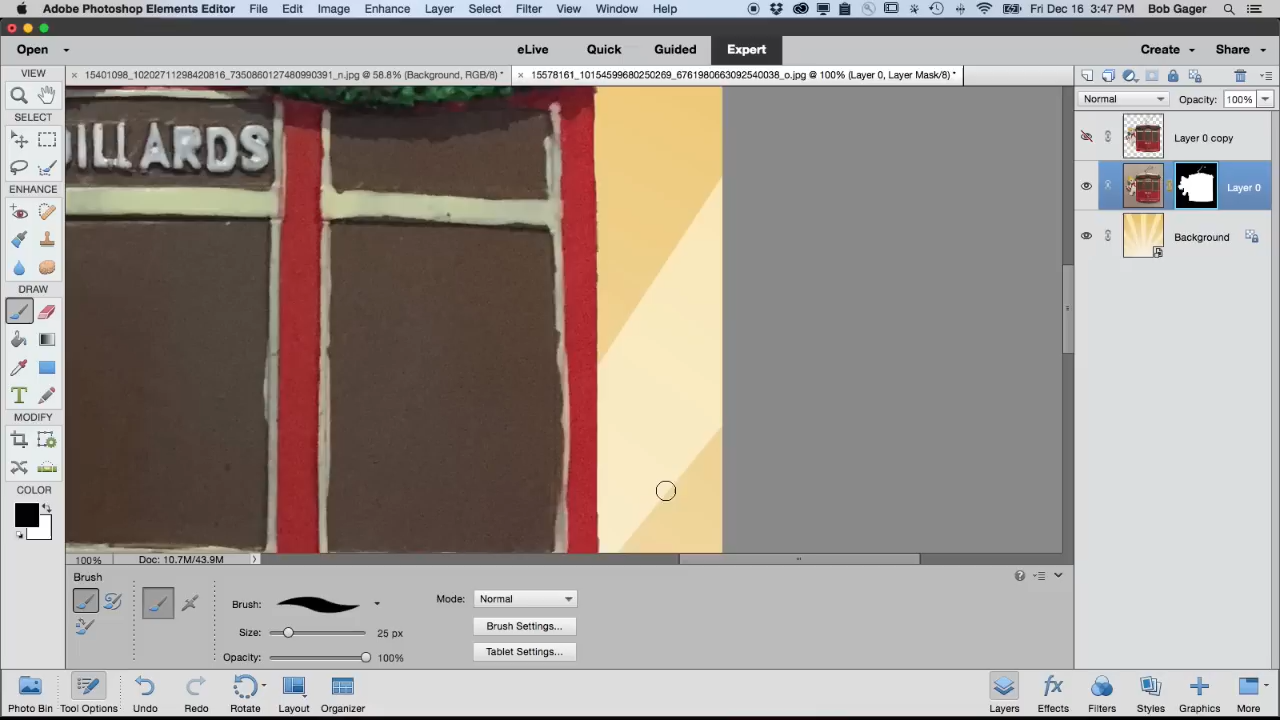 Adobe Photoshop Elements Editor File Edit Image Enhance Layer Select Filter View Window Help Fri Dec 16 3:47 PM Bob Gager
Open eLive Quick Guided Expert Create Share
VIEW
15401098_10202711298420816_7350860127480990391_n.jpg @ 58.8% (Background, RGB/8) *
15578161_10154599680250269_6761980663092540038_o.jpg @ 100% (Layer 0, Layer Mask/8) *
Normal Opacity: 100%
SELECT
ILLARDS
Layer 0 copy
ENHANCE
Layer 0
Background
DRAW
MODIFY
COLOR
100% Doc: 10.7M/43.9M
Brush
Brush: Mode: Normal
Size: 25 px Brush Settings...
Opacity: 100% Tablet Settings...
Photo Bin Tool Options Undo Redo Rotate Layout Organizer Layers Effects Filters Styles Graphics More